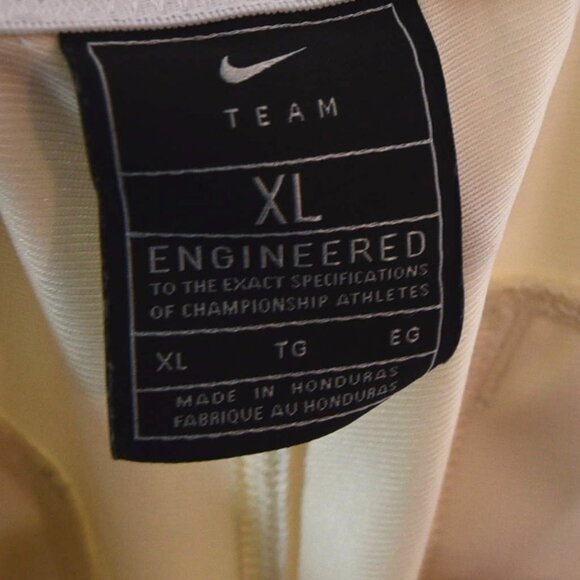 TEAM
XL
ENGINEERED
TO THE EXACT SPECIFICATIONS
OF CHAMPIONSHIP ATHLETES
XL TG EG
MADE IN HONDURAS
FABRIQUE AU HONDURAS